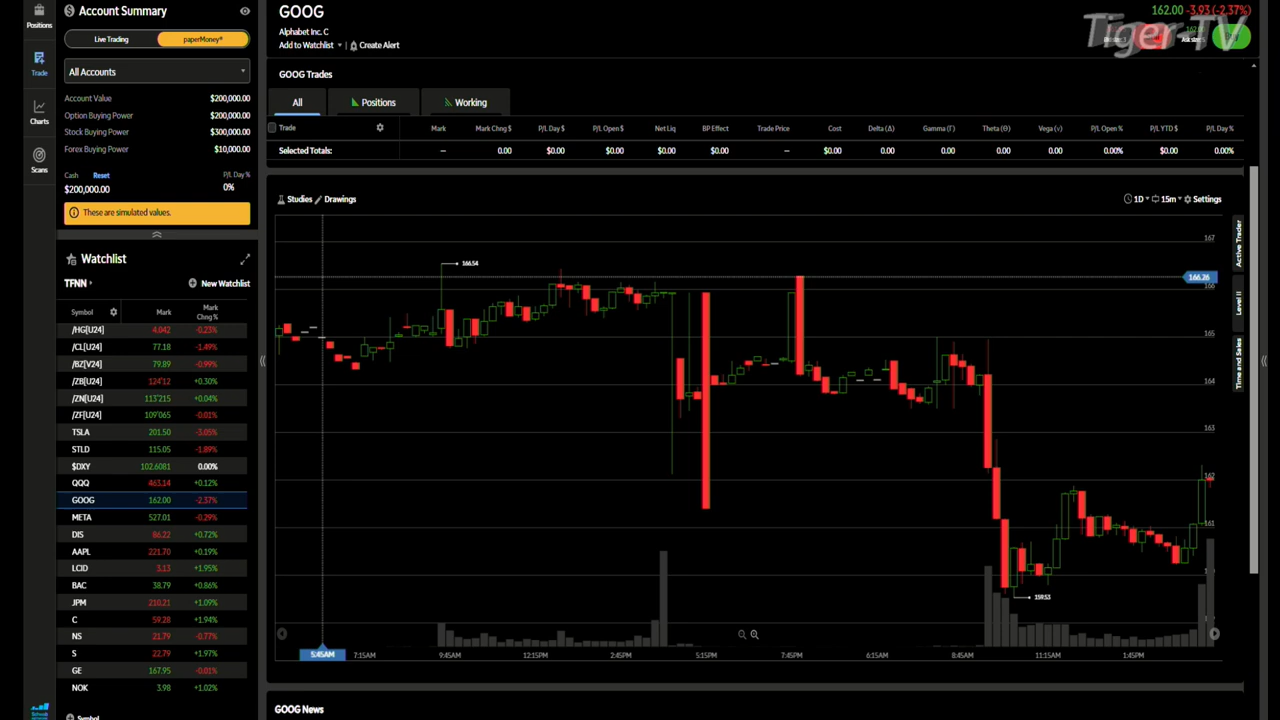 Positions
Trade
Charts
Scans
Account Summary
Live Trading
paperMoney®
All Accounts
Account Value $200,000.00
Option Buying Power $200,000.00
Stock Buying Power $300,000.00
Forex Buying Power $10,000.00
Cash Reset P/L Day %
$200,000.00 0%
These are simulated values.
Watchlist
TFNN
New Watchlist
Symbol Mark Mark Chng %
/HG[U24] 4.042 -0.23%
/CL[U24] 77.18 -1.49%
/BZ[V24] 79.89 -0.99%
/ZB[U24] 124'12 +0.30%
/ZN[U24] 113'215 +0.04%
/ZF[U24] 109'065 -0.01%
TSLA 201.50 -3.05%
STLD 115.05 -1.89%
$DXY 102.6081 0.00%
QQQ 463.14 +0.12%
GOOG 162.00 -2.37%
META 527.01 -0.29%
DIS 86.22 +0.72%
AAPL 221.70 +0.19%
LCID 3.13 +1.95%
BAC 38.79 +0.86%
JPM 210.21 +1.09%
C 59.28 +1.94%
NS 21.79 -0.77%
S 22.79 +1.97%
GE 167.95 -0.01%
NOK 3.98 +1.02%
Symbol
GOOG
162.00 -3.93 (-2.37%)
Alphabet Inc. C
Add to Watchlist
Create Alert
Tiger-TV
GOOG Trades
All
Positions
Working
Trade Mark Mark Chng $ P/L Day $ P/L Open $ Net Liq BP Effect Trade Price Cost Delta (Δ) Gamma (Γ) Theta (Θ) Vega (ν) P/L Open % P/L YTD $ P/L Day %
Selected Totals: – 0.00 $0.00 $0.00 $0.00 $0.00 – $0.00 0.00 0.00 0.00 0.00 0.00% $0.00 0.00%
Studies
Drawings
1D
15m
Settings
167
166.54
166.26
166
165
164
163
162
161
159.53
Active Trader
Level II
Time and Sales
5:45AM 7:15AM 9:45AM 12:15PM 2:45PM 5:15PM 7:45PM 6:15AM 8:45AM 11:15AM 1:45PM
GOOG News